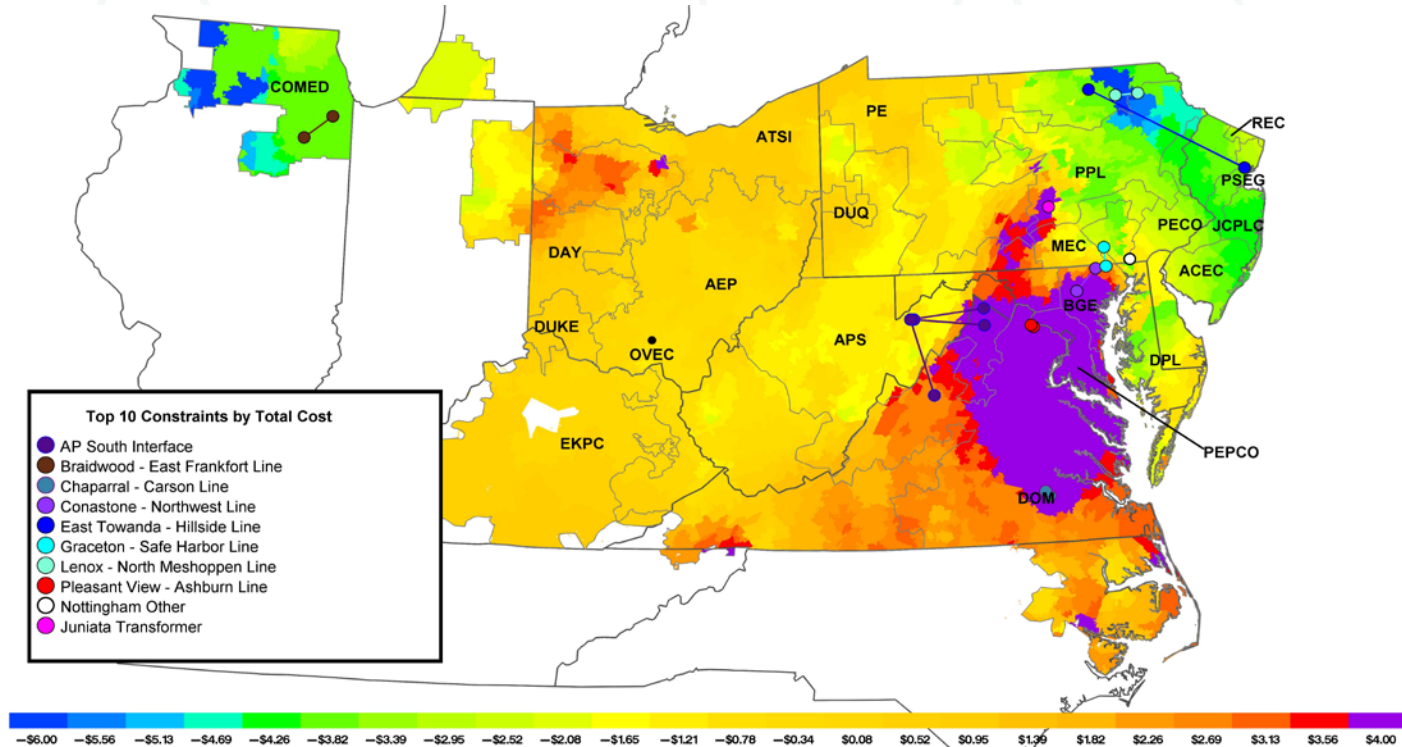 COMED
REC
PE
ATSI
PPL
PSEG
DUQ
PECO
JCPLC
MEC
DAY
ACEC
AEP
BGE
DUKE
APS
OVEC
DPL
Top 10 Constraints by Total Cost
AP South Interface
Braidwood - East Frankfort Line
Chaparral - Carson Line
Conastone - Northwest Line
East Towanda - Hillside Line
Graceton - Safe Harbor Line
Lenox - North Meshoppen Line
Pleasant View - Ashburn Line
Nottingham Other
Juniata Transformer
EKPC
PEPCO
DOM
−$6.00 −$5.56 −$5.13 −$4.69 −$4.26 −$3.82 −$3.39 −$2.95 −$2.52 −$2.08 −$1.65 −$1.21 −$0.78 −$0.34 $0.08 $0.52 $0.95 $1.39 $1.82 $2.26 $2.69 $3.13 $3.56 $4.00